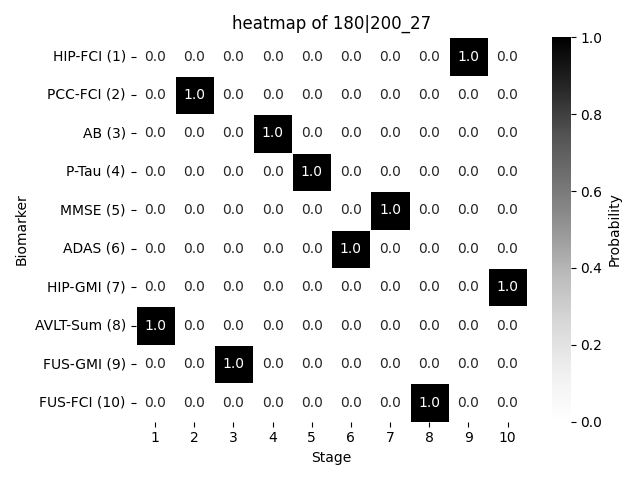 heatmap of 180|200_27
HIP-FCI (1) 0.0 0.0 0.0 0.0 0.0 0.0 0.0 0.0 1.0 0.0
PCC-FCI (2) 0.0 1.0 0.0 0.0 0.0 0.0 0.0 0.0 0.0 0.0
AB (3) 0.0 0.0 0.0 1.0 0.0 0.0 0.0 0.0 0.0 0.0
P-Tau (4) 0.0 0.0 0.0 0.0 1.0 0.0 0.0 0.0 0.0 0.0
MMSE (5) 0.0 0.0 0.0 0.0 0.0 0.0 1.0 0.0 0.0 0.0
ADAS (6) 0.0 0.0 0.0 0.0 0.0 1.0 0.0 0.0 0.0 0.0
HIP-GMI (7) 0.0 0.0 0.0 0.0 0.0 0.0 0.0 0.0 0.0 1.0
AVLT-Sum (8) 1.0 0.0 0.0 0.0 0.0 0.0 0.0 0.0 0.0 0.0
FUS-GMI (9) 0.0 0.0 1.0 0.0 0.0 0.0 0.0 0.0 0.0 0.0
FUS-FCI (10) 0.0 0.0 0.0 0.0 0.0 0.0 0.0 1.0 0.0 0.0
1 2 3 4 5 6 7 8 9 10
Stage
Biomarker
1.0
0.8
0.6
0.4
0.2
0.0
Probability